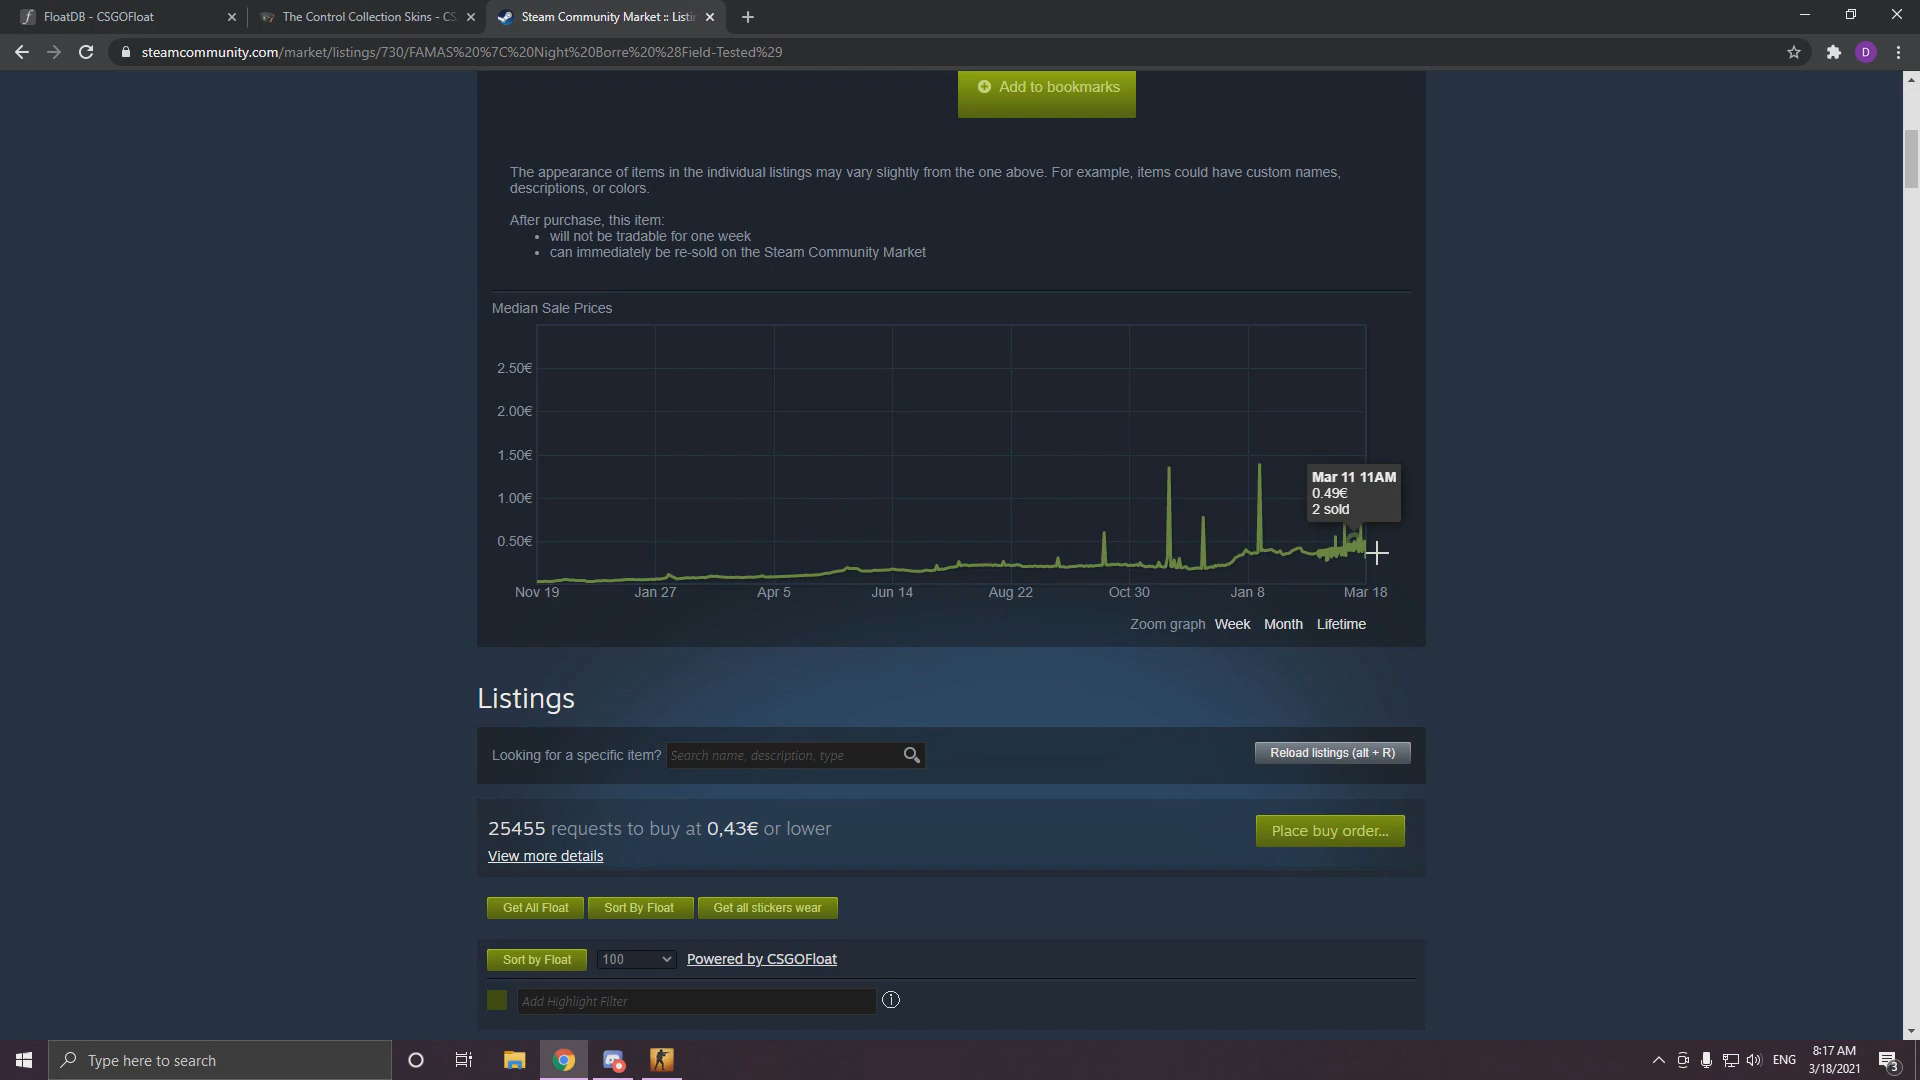 FloatDB - CSGOFloat
The Control Collection Skins - CS
Steam Community Market :: Listi
steamcommunity.com/market/listings/730/FAMAS%20%7C%20Night%20Borre%20%28Field-Tested%29
D
Add to bookmarks
The appearance of items in the individual listings may vary slightly from the one above. For example, items could have custom names,
descriptions, or colors.
After purchase, this item:
• will not be tradable for one week
• can immediately be re-sold on the Steam Community Market
Median Sale Prices
2.50€
2.00€
1.50€
1.00€
0.50€
Mar 11 11AM
0.49€
2 sold
Nov 19 Jan 27 Apr 5 Jun 14 Aug 22 Oct 30 Jan 8 Mar 18
Zoom graph Week Month Lifetime
Listings
Looking for a specific item? Search name, description, type Reload listings (alt + R)
25455 requests to buy at 0,43€ or lower
Place buy order...
View more details
Get All Float Sort By Float Get all stickers wear
Sort by Float 100 Powered by CSGOFloat
Add Highlight Filter
Type here to search
ENG
8:17 AM
3/18/2021
3